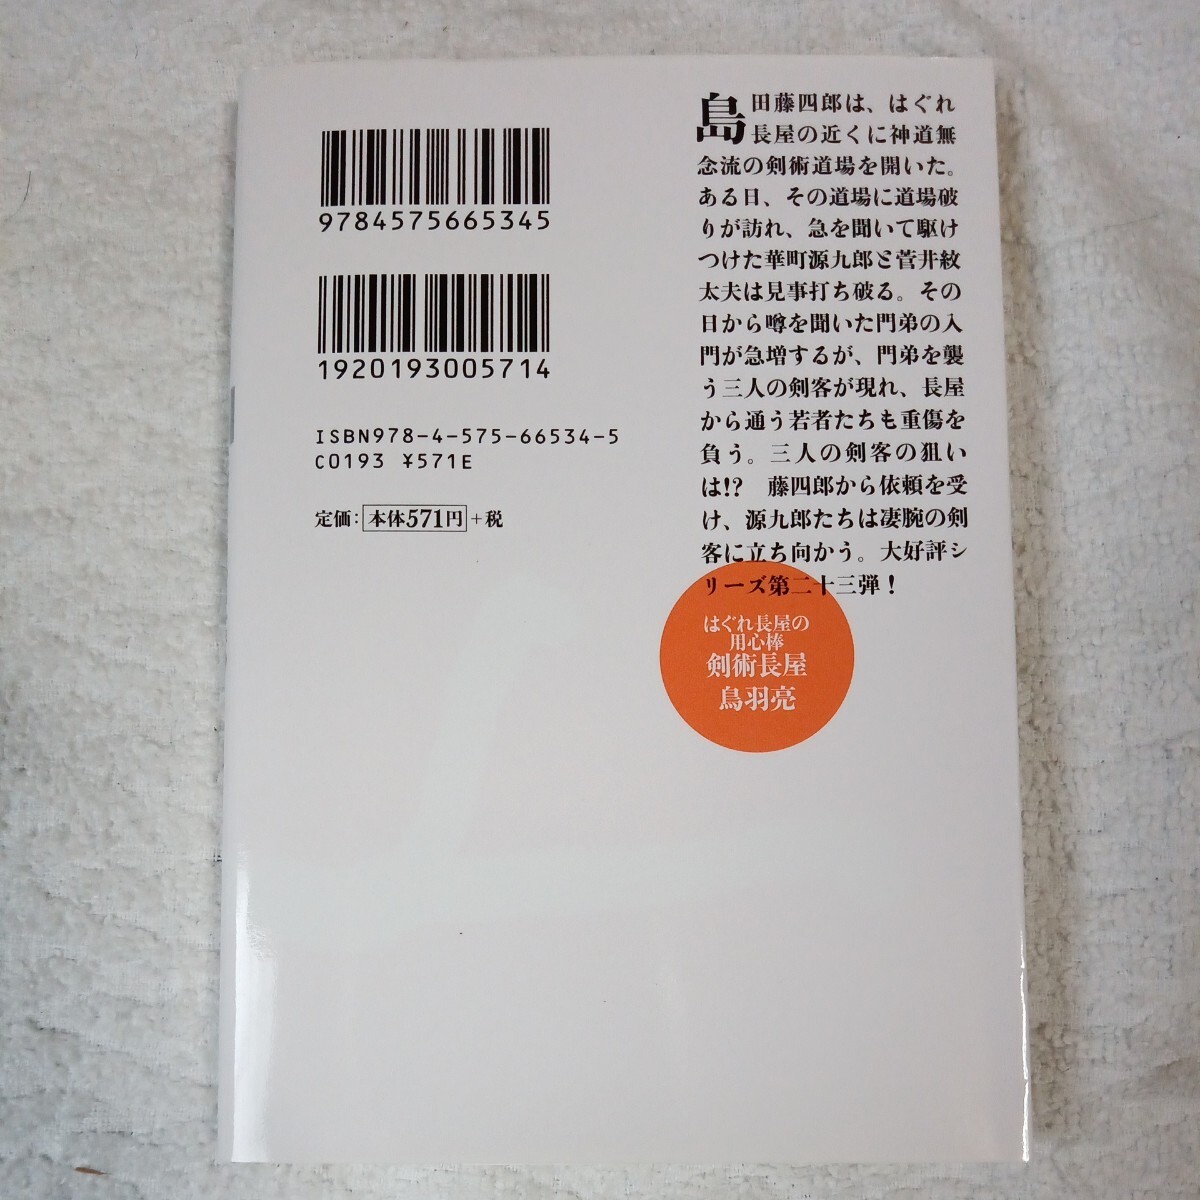 9784575665345
1920193005714
ISBN978-4-575-66534-5
C0193 ¥571E
定価：本体571円+税
島田藤四郎は、はぐれ
長屋の近くに神道無
念流の剣術道場を開いた。
ある日、その道場に道場破
りが訪れ、急を聞いて駆け
つけた華町源九郎と菅井紋
太夫は見事打ち破る。その
日から噂を聞いた門弟の入
門が急増するが、門弟を襲
う三人の剣客が現れ、長屋
から通う若者たちも重傷を
負う。三人の剣客の狙い
は!?　藤四郎から依頼を受
け、源九郎たちは凄腕の剣
客に立ち向かう。大好評シ
リーズ第二十三弾！
はぐれ長屋の
用心棒
剣術長屋
鳥羽亮